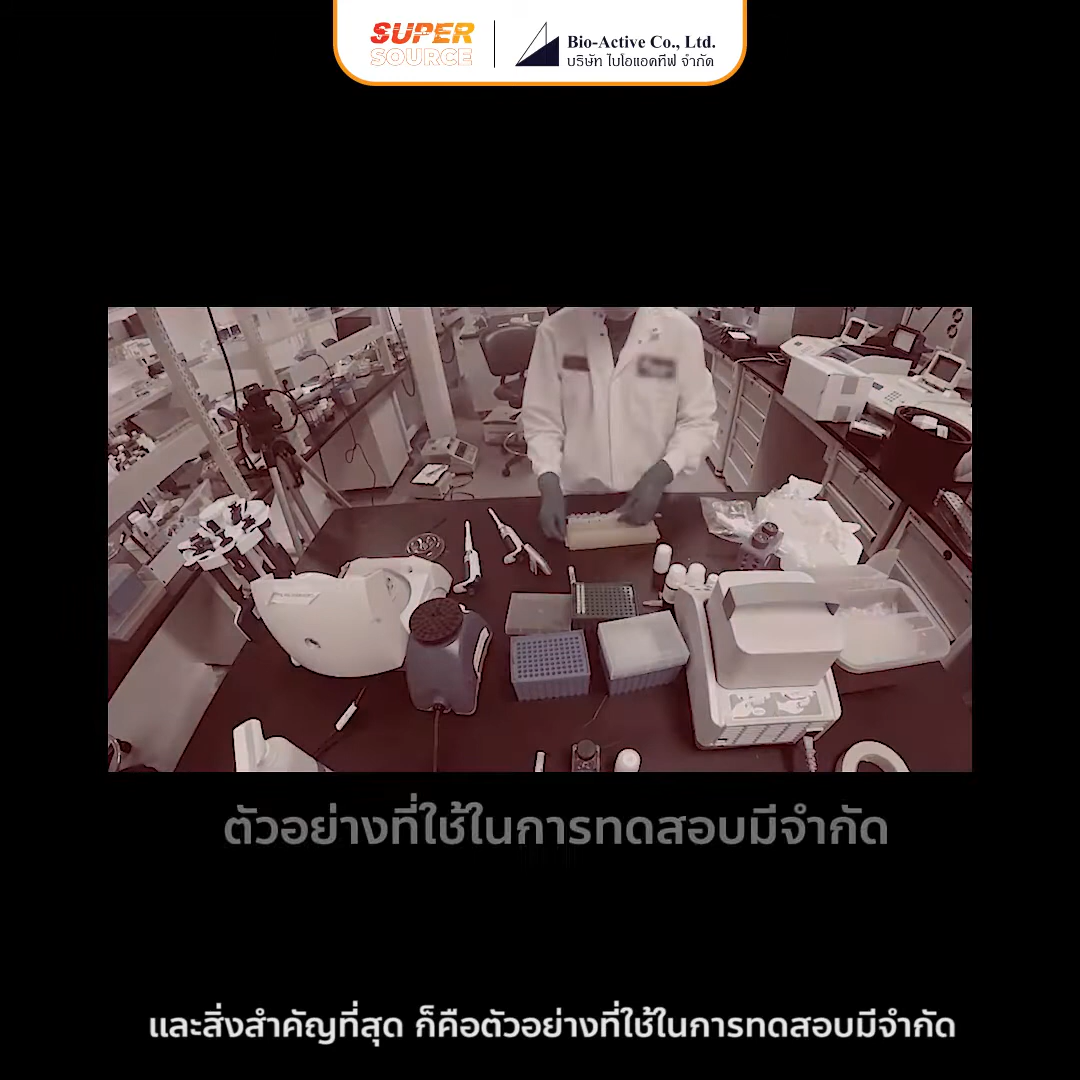 SUPER
SOURCE
Bio-Active Co., Ltd.
บริษัท ไบโอแอคทีฟ จำกัด
ตัวอย่างที่ใช้ในการทดสอบมีจำกัด
และสิ่งสำคัญที่สุด ก็คือตัวอย่างที่ใช้ในการทดสอบมีจำกัด